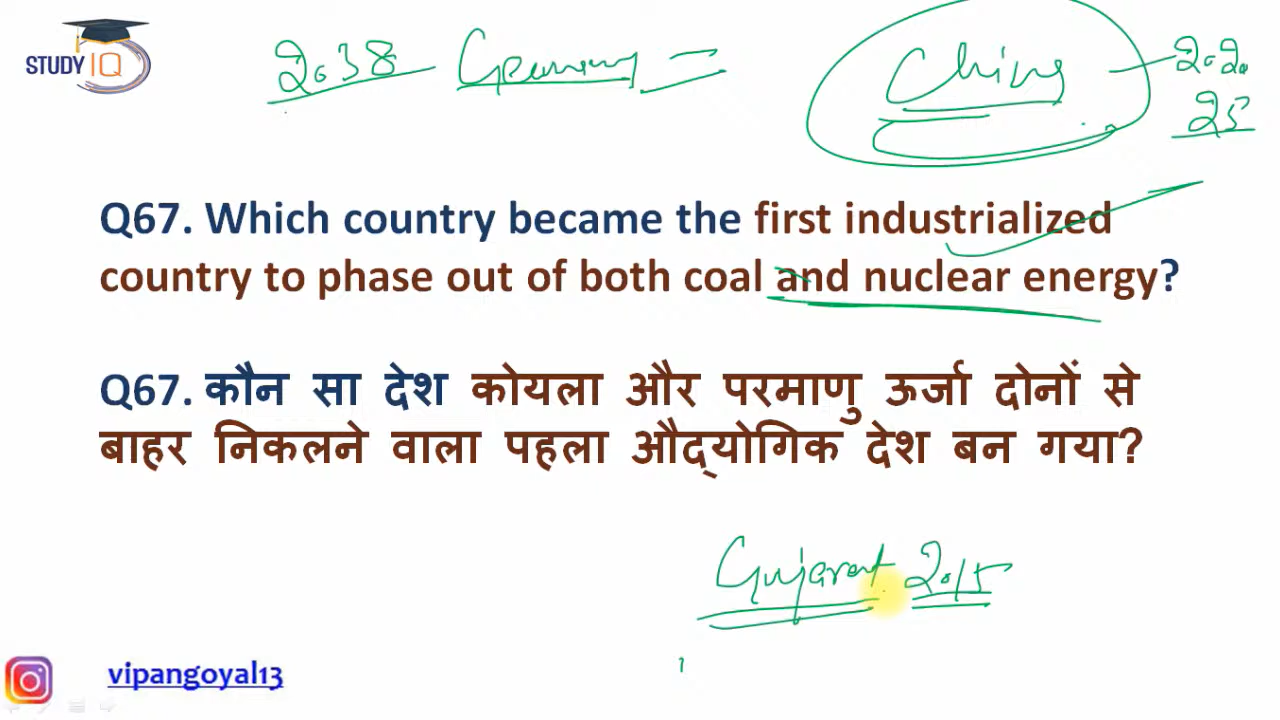 STUDY IQ
2038 Germany =
China 2020
25
Q67. Which country became the first industrialized
country to phase out of both coal and nuclear energy?
Q67. कौन सा देश कोयला और परमाणु ऊर्जा दोनों से
बाहर निकलने वाला पहला औद्योगिक देश बन गया?
Gujarat 2015
vipangoyal13